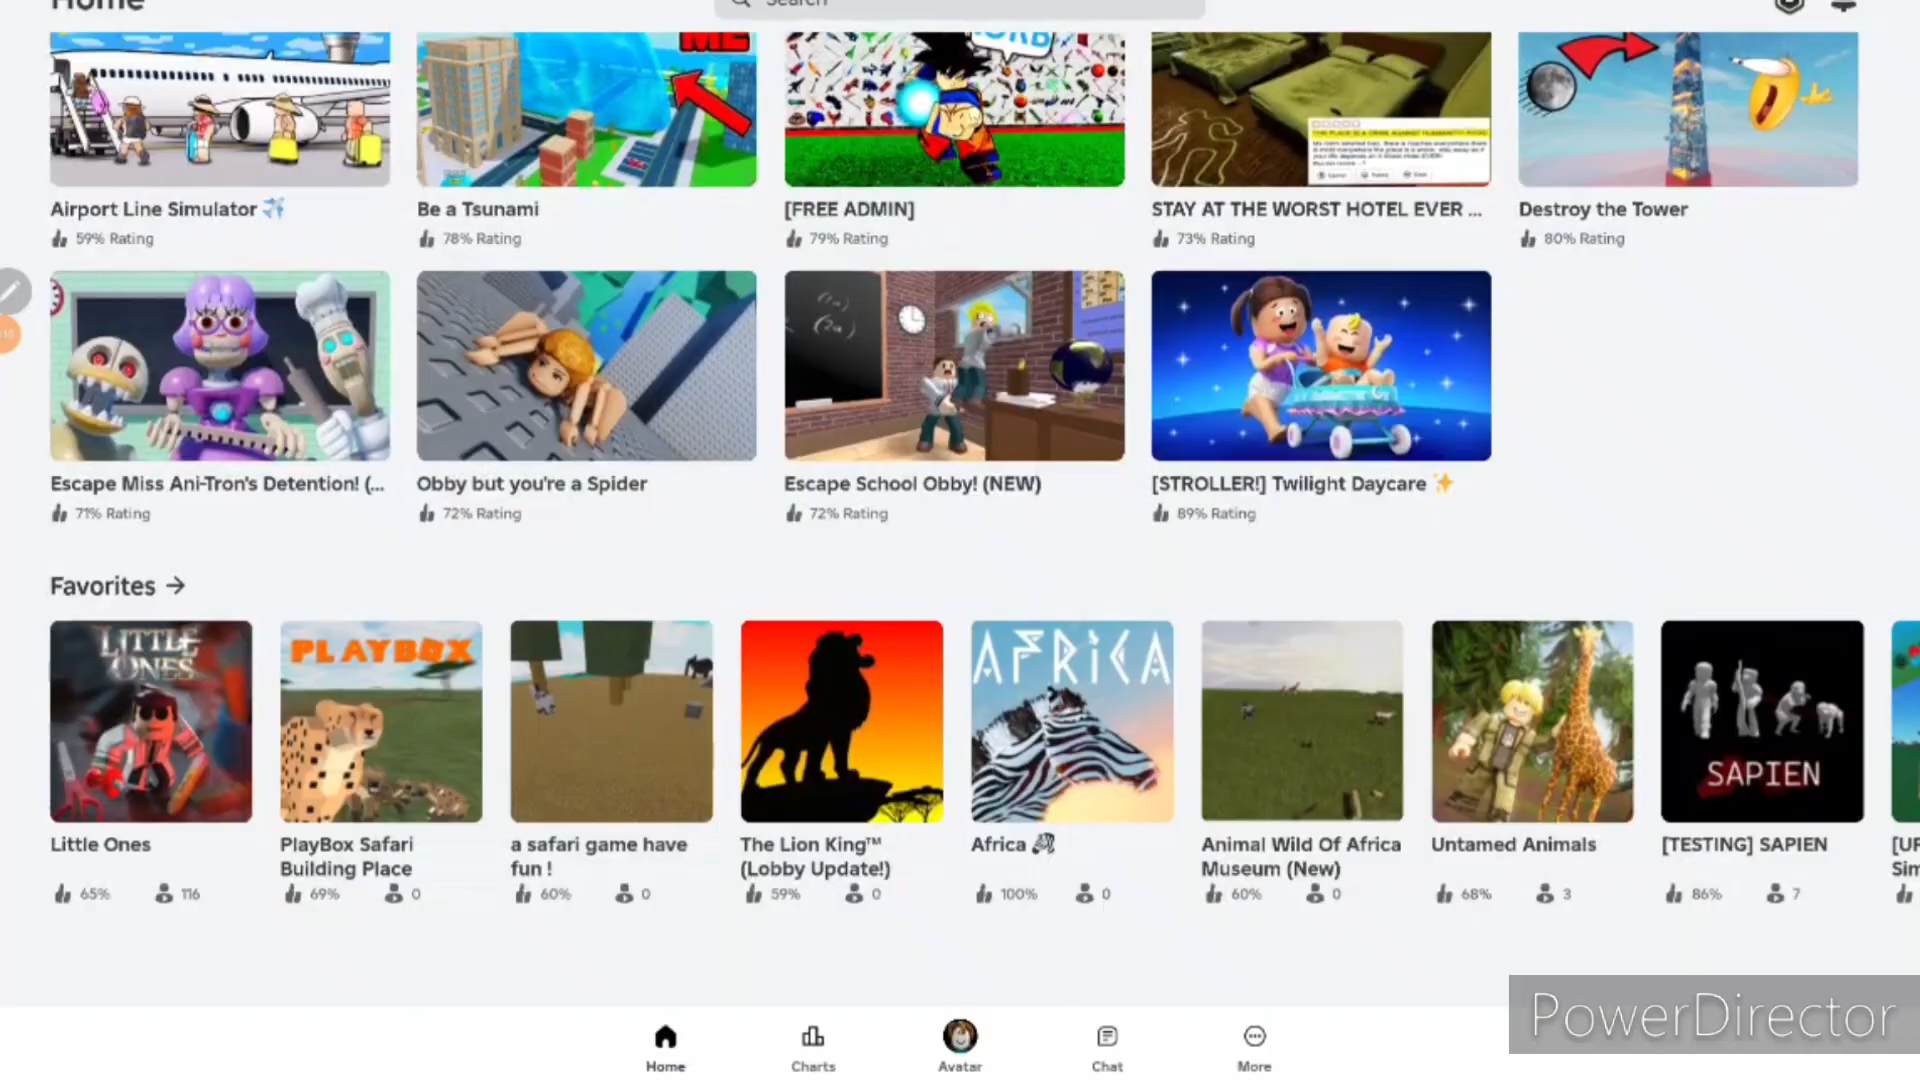 Home
Search
ME
ORB
Airport Line Simulator ✈️
Be a Tsunami
[FREE ADMIN]
STAY AT THE WORST HOTEL EVER ...
Destroy the Tower
59% Rating
78% Rating
79% Rating
73% Rating
80% Rating
Escape Miss Ani-Tron's Detention! (...
Obby but you're a Spider
Escape School Obby! (NEW)
[STROLLER!] Twilight Daycare ✨
71% Rating
72% Rating
72% Rating
89% Rating
Favorites →
LITTLE ONES
PLAYBOX
AFRICA
SAPIEN
Little Ones
PlayBox Safari Building Place
a safari game have fun !
The Lion King™ (Lobby Update!)
Africa 🦓
Animal Wild Of Africa Museum (New)
Untamed Animals
[TESTING] SAPIEN
65% 116
69% 0
60% 0
59% 0
100% 0
60% 0
68% 3
86% 7
Home
Charts
Avatar
Chat
More
PowerDirector